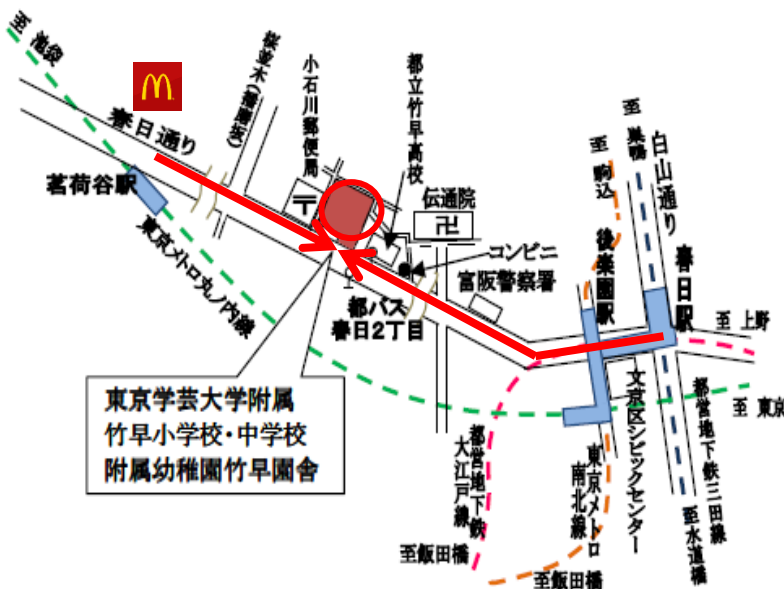 至 池袋
春日通り
茗荷谷駅
東京メトロ丸ノ内線
桜並木(播磨坂)
小石川郵便局
〒
都立竹早高校
伝通院
卍
コンビニ
富阪警察署
都バス
春日2丁目
東京学芸大学附属
竹早小学校・中学校
附属幼稚園竹早園舎
至 駒込
至 巣鴨
白山通り
後楽園駅
春日駅
至 上野
至 東京
文京区シビックセンター
都営地下鉄
大江戸線
東京メトロ
南北線
都営地下鉄三田線
至水道橋
至飯田橋
至飯田橋